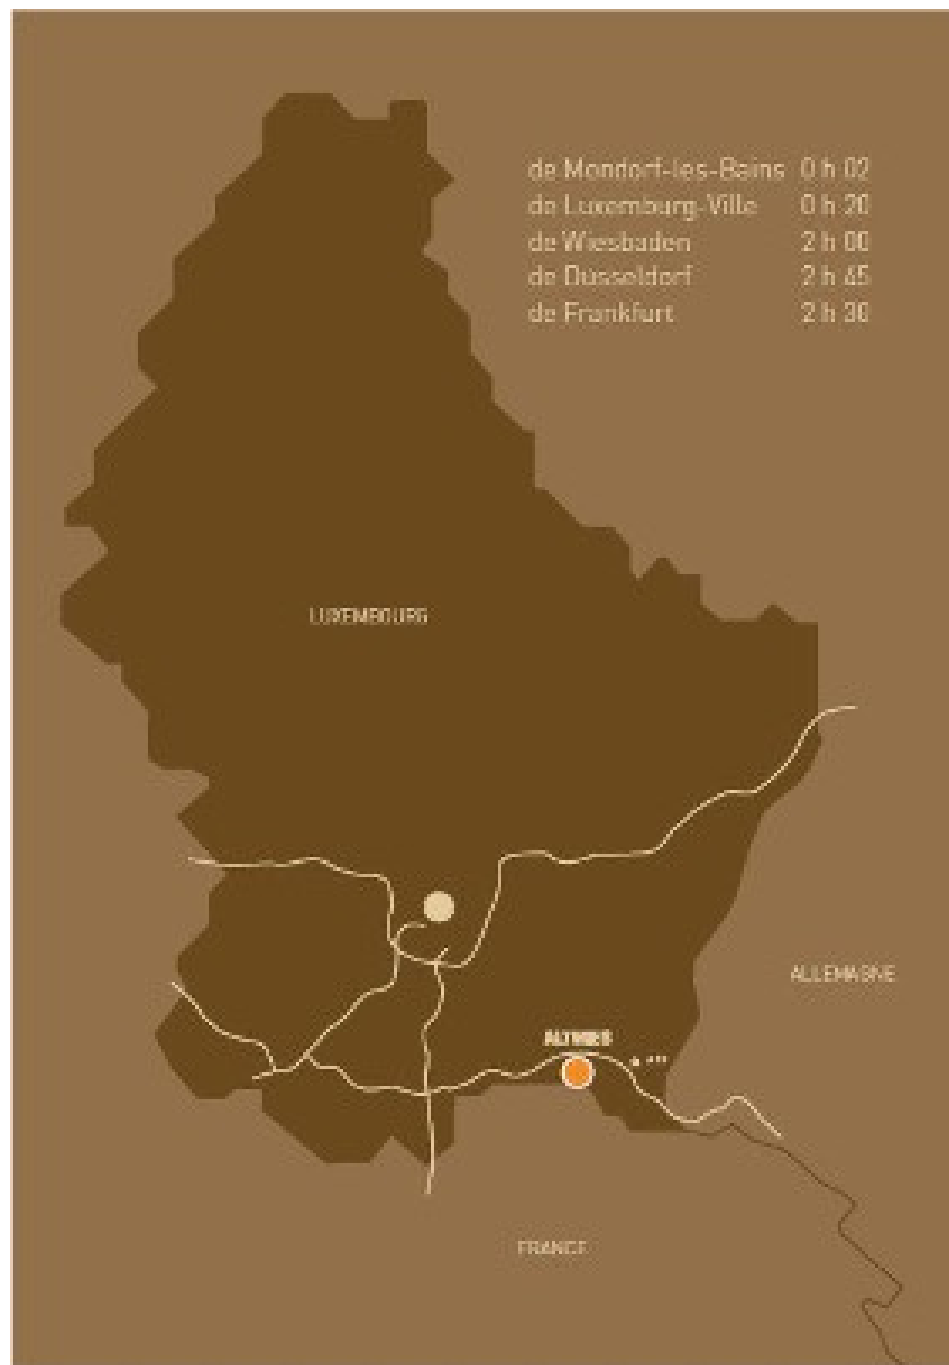 de Mondorf-les-Bains 0 h 02
de Luxemburg-Ville 0 h 20
de Wiesbaden 2 h 00
de Düsseldorf 2 h 45
de Frankfurt 2 h 30
LUXEMBOURG
ALLEMAGNE
FRANCE